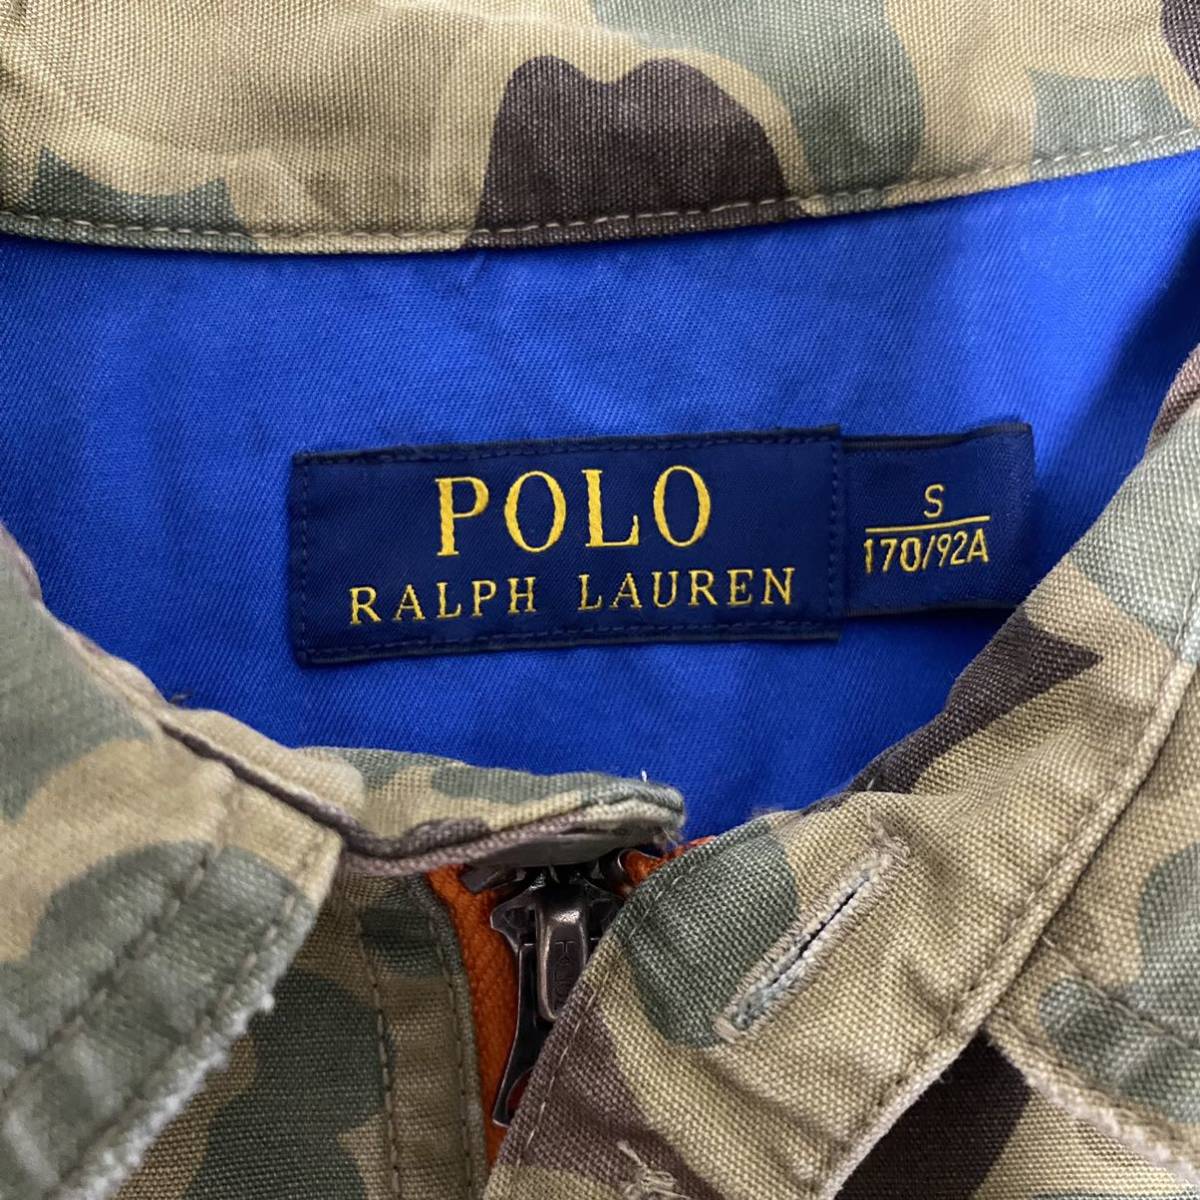 POLO
RALPH LAUREN
S
170/92A